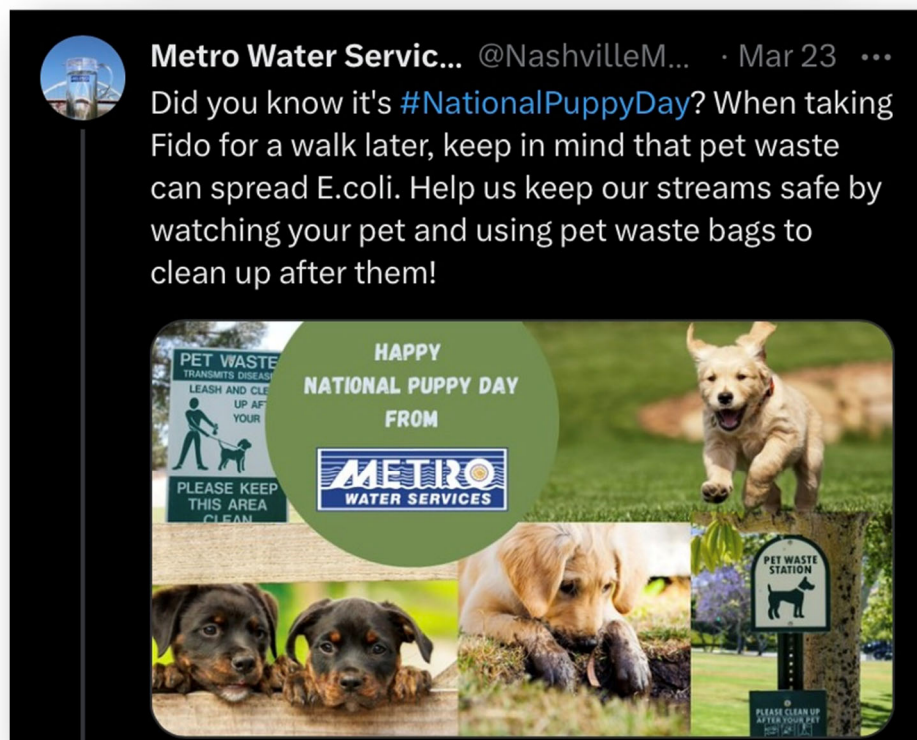 Metro Water Servic... @NashvilleM... · Mar 23 ...
Did you know it's #NationalPuppyDay? When taking
Fido for a walk later, keep in mind that pet waste
can spread E.coli. Help us keep our streams safe by
watching your pet and using pet waste bags to
clean up after them!
PET WASTE
TRANSMITS DISEAS
LEASH AND CLE
UP AF
YOUR
PLEASE KEEP
THIS AREA
CLEAN
HAPPY
NATIONAL PUPPY DAY
FROM
METRO
WATER SERVICES
PET WASTE
STATION
PLEASE CLEAN UP
AFTER YOUR PET